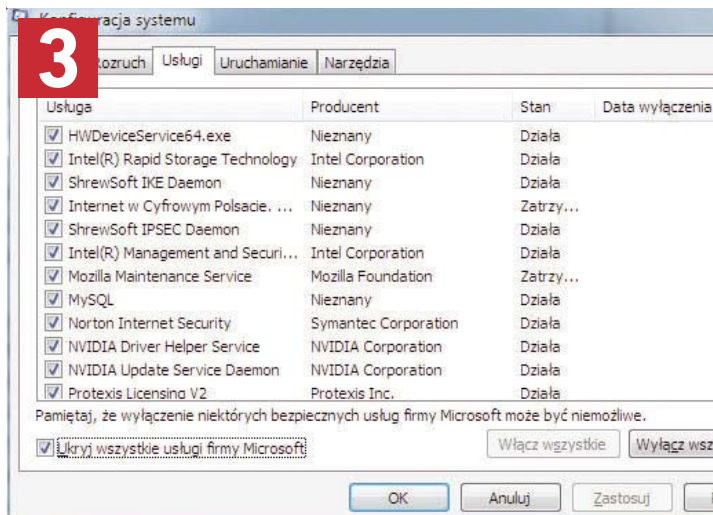 Konfiguracja systemu
3
Rozruch Usługi Uruchamianie Narzędzia
Usługa Producent Stan Data wyłączenia
HWDeviceService64.exe Nieznany Działa
Intel(R) Rapid Storage Technology Intel Corporation Działa
ShrewSoft IKE Daemon Nieznany Działa
Internet w Cyfrowym Polsacie. ... Nieznany Zatrzy...
ShrewSoft IPSEC Daemon Nieznany Działa
Intel(R) Management and Securi... Intel Corporation Działa
Mozilla Maintenance Service Mozilla Foundation Zatrzy...
MySQL Nieznany Działa
Norton Internet Security Symantec Corporation Działa
NVIDIA Driver Helper Service NVIDIA Corporation Działa
NVIDIA Update Service Daemon NVIDIA Corporation Działa
Protexis Licensing V2 Protexis Inc. Działa
Pamiętaj, że wyłączenie niektórych bezpiecznych usług firmy Microsoft może być niemożliwe.
Ukryj wszystkie usługi firmy Microsoft Włącz wszystkie Wyłącz wsz
OK Anuluj Zastosuj